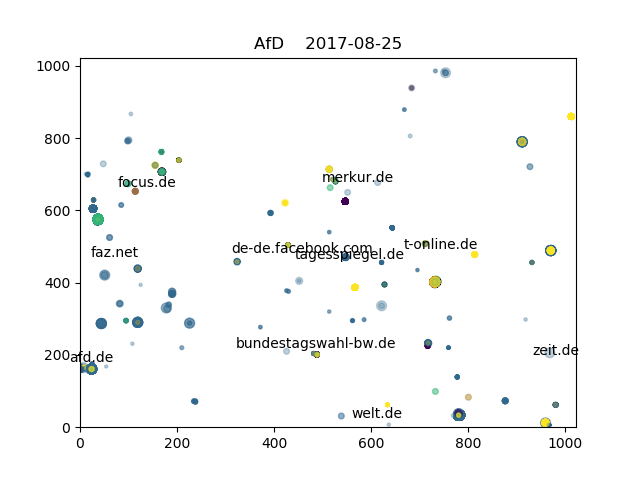 AfD    2017-08-25
1000
800
600
400
200
0
0 200 400 600 800 1000
focus.de
merkur.de
faz.net
de-de.facebook.com
tagesspiegel.de
t-online.de
bundestagswahl-bw.de
afd.de
zeit.de
welt.de